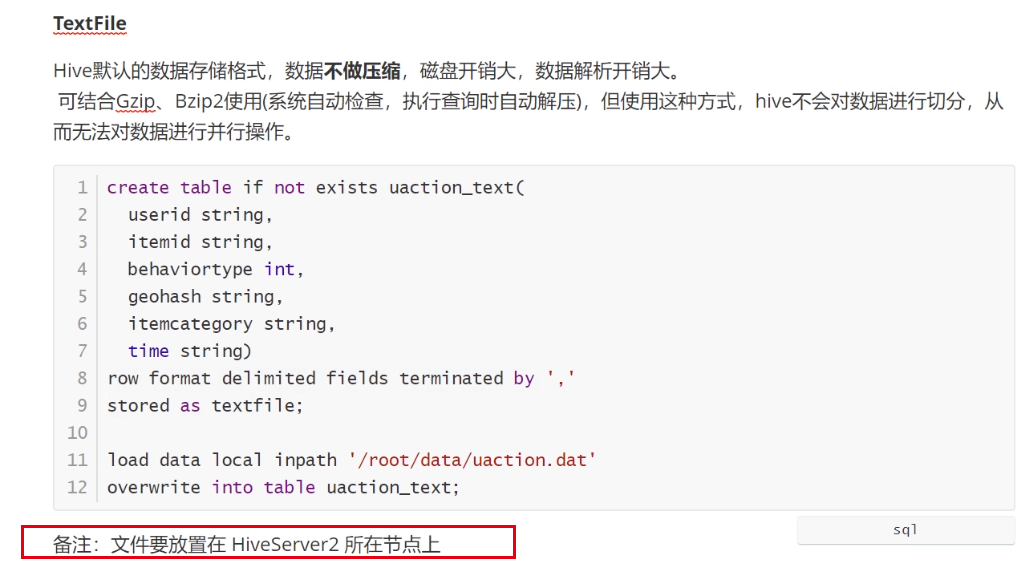 TextFile
Hive默认的数据存储格式，数据不做压缩，磁盘开销大，数据解析开销大。
可结合Gzip、Bzip2使用(系统自动检查，执行查询时自动解压)，但使用这种方式，hive不会对数据进行切分，从
而无法对数据进行并行操作。
1 create table if not exists uaction_text(
2 userid string,
3 itemid string,
4 behaviortype int,
5 geohash string,
6 itemcategory string,
7 time string)
8 row format delimited fields terminated by ','
9 stored as textfile;
10
11 load data local inpath '/root/data/uaction.dat'
12 overwrite into table uaction_text;
sql
备注：文件要放置在 HiveServer2 所在节点上